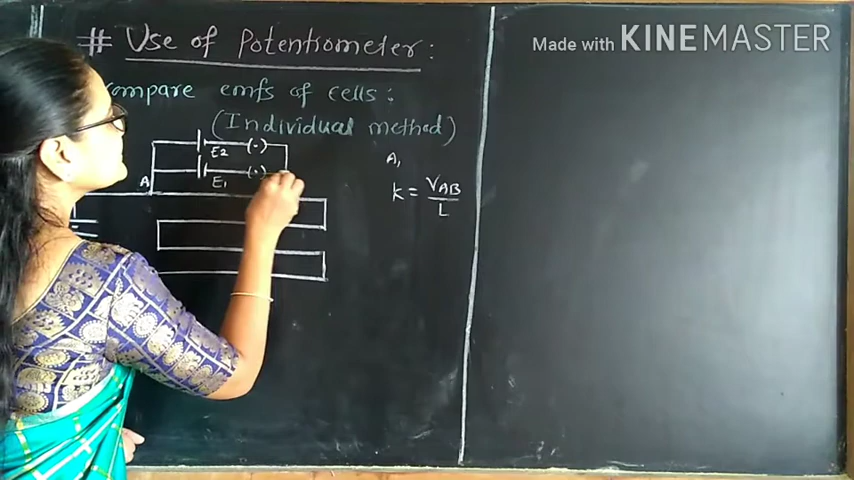 # Use of Potentiometer:
Made with KINEMASTER
ompare emfs of cells:
(Individual method)
E2
A
E1
A,
K = VAB
L